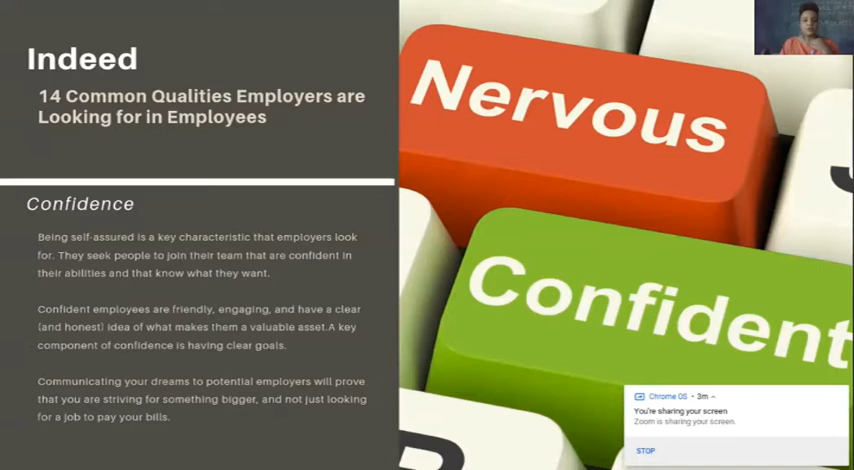 Indeed
14 Common Qualities Employers are
Looking for in Employees
Confidence
Being self-assured is a key characteristic that employers look
for. They seek people to join their team that are confident in
their abilities and that know what they want.
Confident employees are friendly, engaging, and have a clear
(and honest) idea of what makes them a valuable asset.A key
component of confidence is having clear goals.
Communicating your dreams to potential employers will prove
that you are striving for something bigger, and not just looking
for a job to pay your bills.
Nervous
Confident
Chrome OS • 3m
You're sharing your screen
Zoom is sharing your screen.
STOP